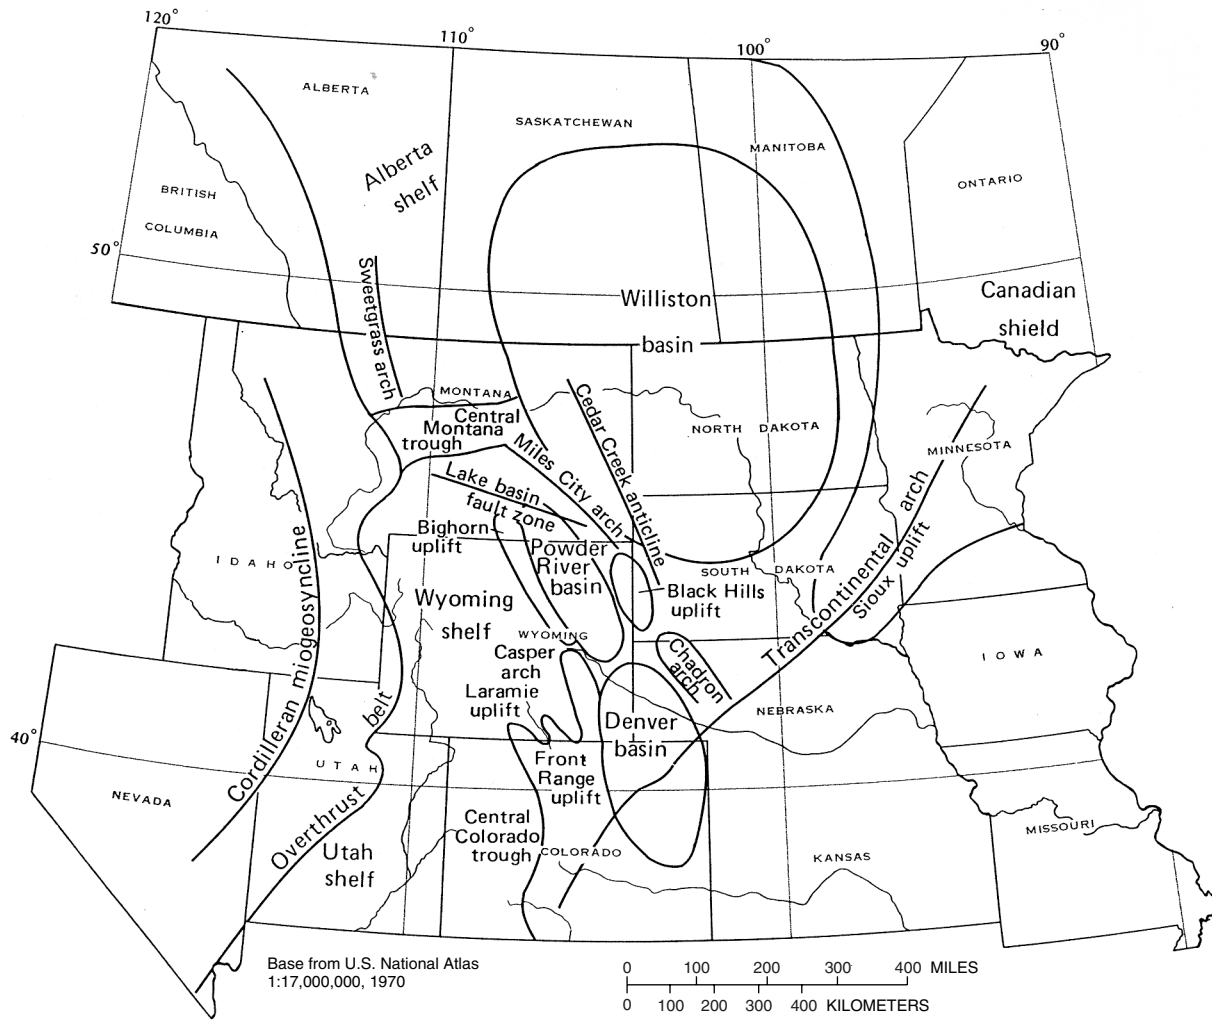 120°
110°
100°
90°
ALBERTA
SASKATCHEWAN
MANITOBA
ONTARIO
Alberta
shelf
BRITISH
COLUMBIA
50°
Sweetgrass arch
Williston
basin
Canadian
shield
MONTANA
Central
Montana
trough
Cedar Creek anticline
Miles City arch
NORTH DAKOTA
MINNESOTA
Lake basin
fault zone
Bighorn
uplift
Powder
River
basin
IDAHO
SOUTH DAKOTA
Black Hills
uplift
Transcontinental arch
Sioux uplift
Wyoming
shelf
WYOMING
Casper
arch
Chadron
arch
IOWA
Laramie
uplift
Cordilleran miogeosyncline
Denver
basin
NEBRASKA
40°
UTAH
NEVADA
Overthrust belt
Front
Range
uplift
Central
Colorado
trough
COLORADO
Utah
shelf
KANSAS
MISSOURI
Base from U.S. National Atlas
1:17,000,000, 1970
0 100 200 300 400 MILES
0 100 200 300 400 KILOMETERS